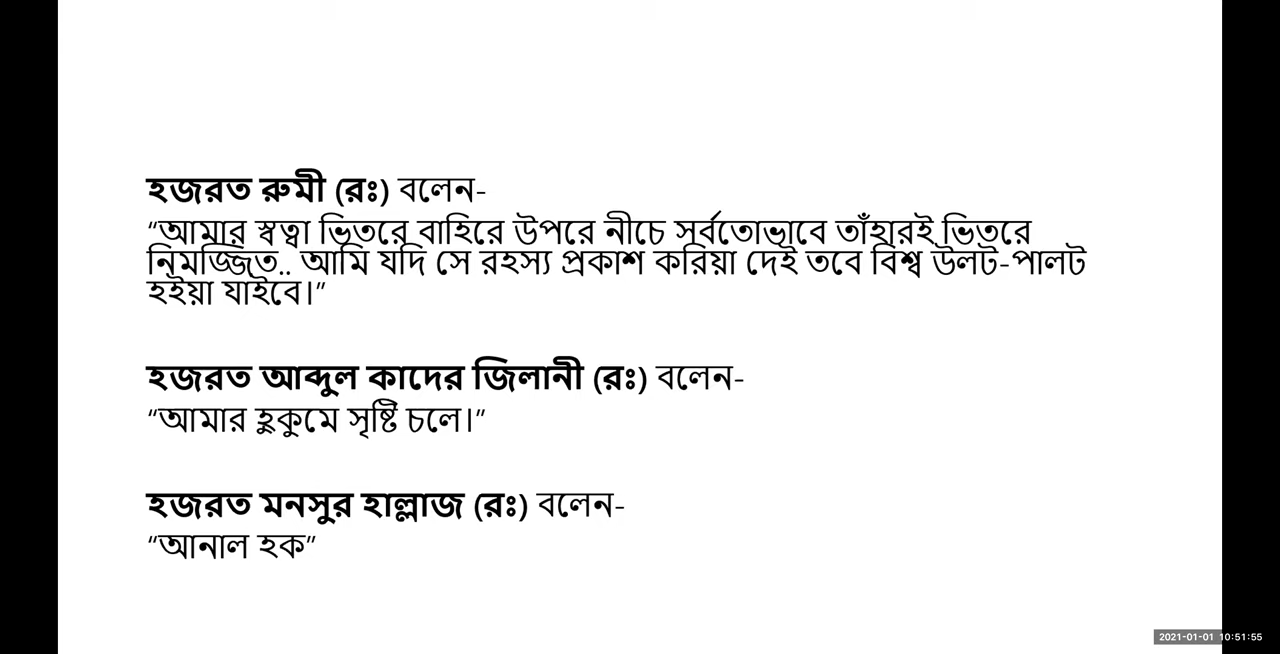 হজরত রুমী (রঃ) বলেন-
“আমার স্বত্বা ভিতরে বাহিরে উপরে নীচে সর্বতোভাবে তাঁহারই ভিতরে
নিমজ্জিত.. আমি যদি সে রহস্য প্রকাশ করিয়া দেই তবে বিশ্ব উলট-পালট
হইয়া যাইবে।”
হজরত আব্দুল কাদের জিলানী (রঃ) বলেন-
“আমার হুকুমে সৃষ্টি চলে।”
হজরত মনসুর হাল্লাজ (রঃ) বলেন-
“আনাল হক”
2021-01-01 10:51:55